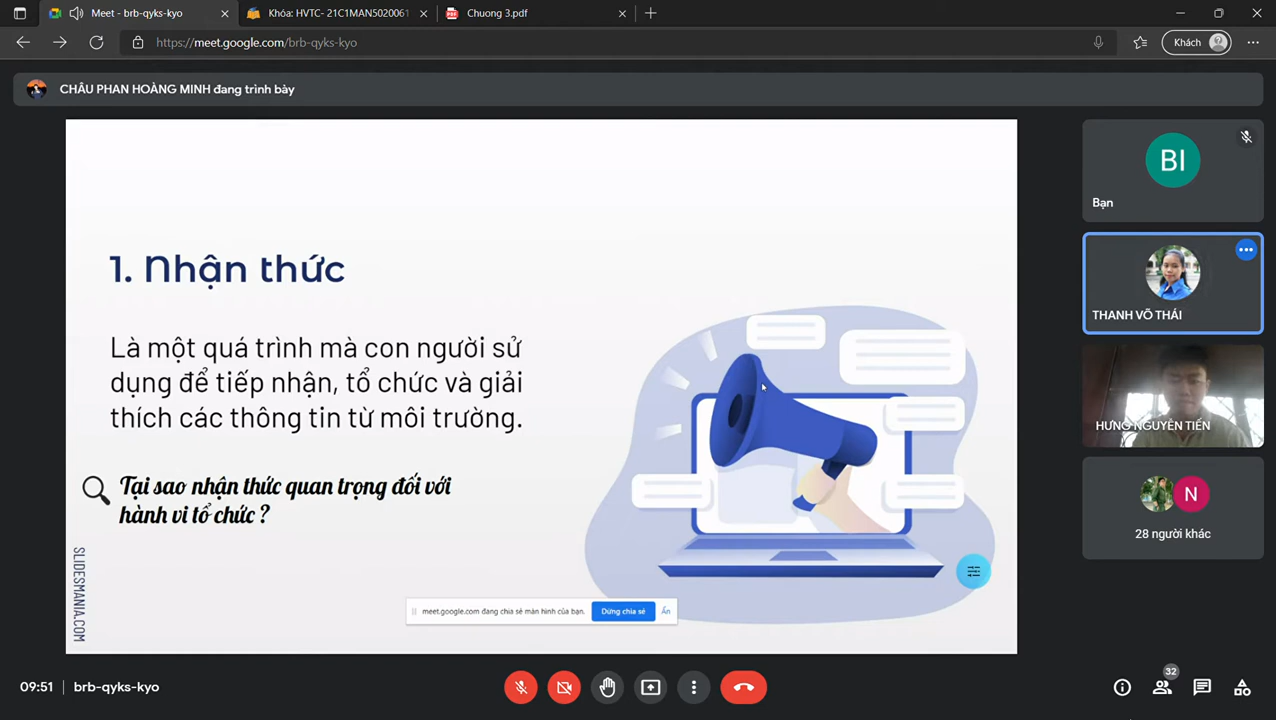 Meet - brb-qyks-kyo
Khóa: HVTC- 21C1MAN5020061
Chuong 3.pdf
https://meet.google.com/brb-qyks-kyo
Khách
CHÂU PHAN HOÀNG MINH đang trình bày
1. Nhận thức
Là một quá trình mà con người sử
dụng để tiếp nhận, tổ chức và giải
thích các thông tin từ môi trường.
Tại sao nhận thức quan trọng đối với
hành vi tổ chức ?
SLIDESMANIA.COM
meet.google.com đang chia sẻ màn hình của bạn.
Dừng chia sẻ
Ẩn
BI
Bạn
THANH VÕ THÁI
HƯNG NGUYỄN TIẾN
N
28 người khác
09:51
brb-qyks-kyo
32